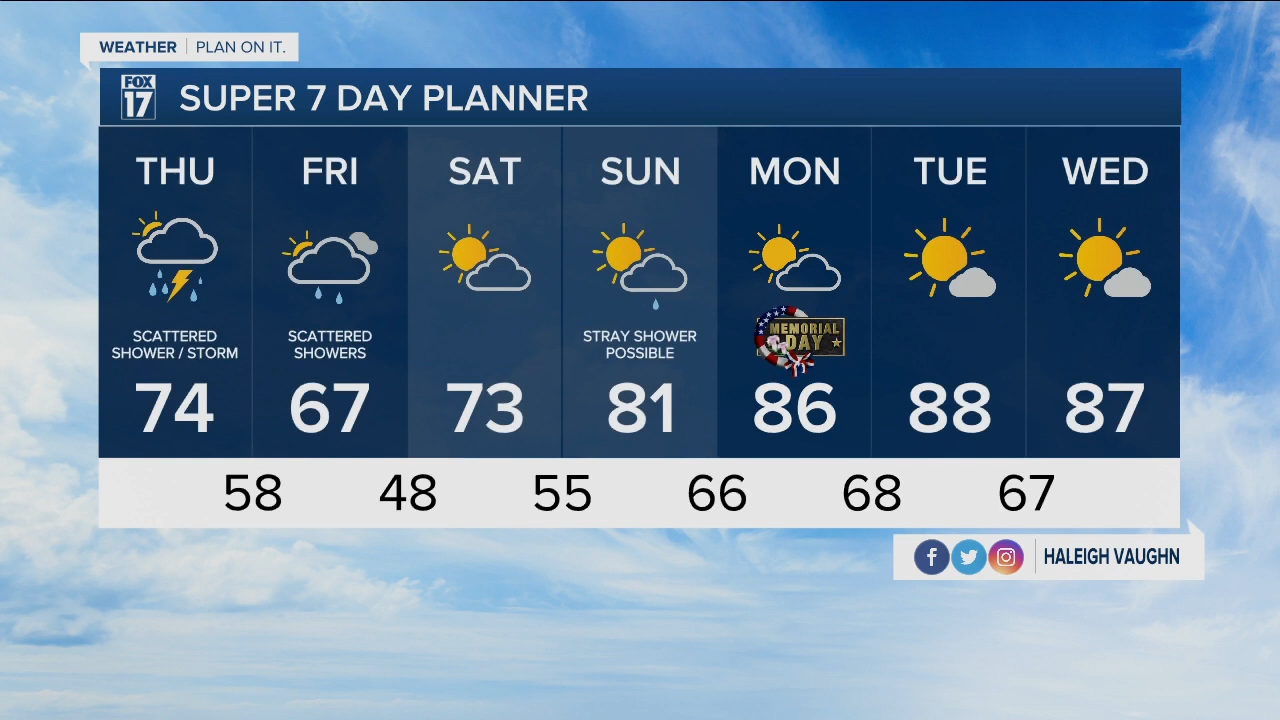 WEATHER PLAN ON IT.
FOX
17
SUPER 7 DAY PLANNER
THU FRI SAT SUN MON TUE WED
MEMORIAL
DAY
SCATTERED
SHOWER / STORM
SCATTERED
SHOWERS
STRAY SHOWER
POSSIBLE
74 67 73 81 86 88 87
58 48 55 66 68 67
f HALEIGH VAUGHN